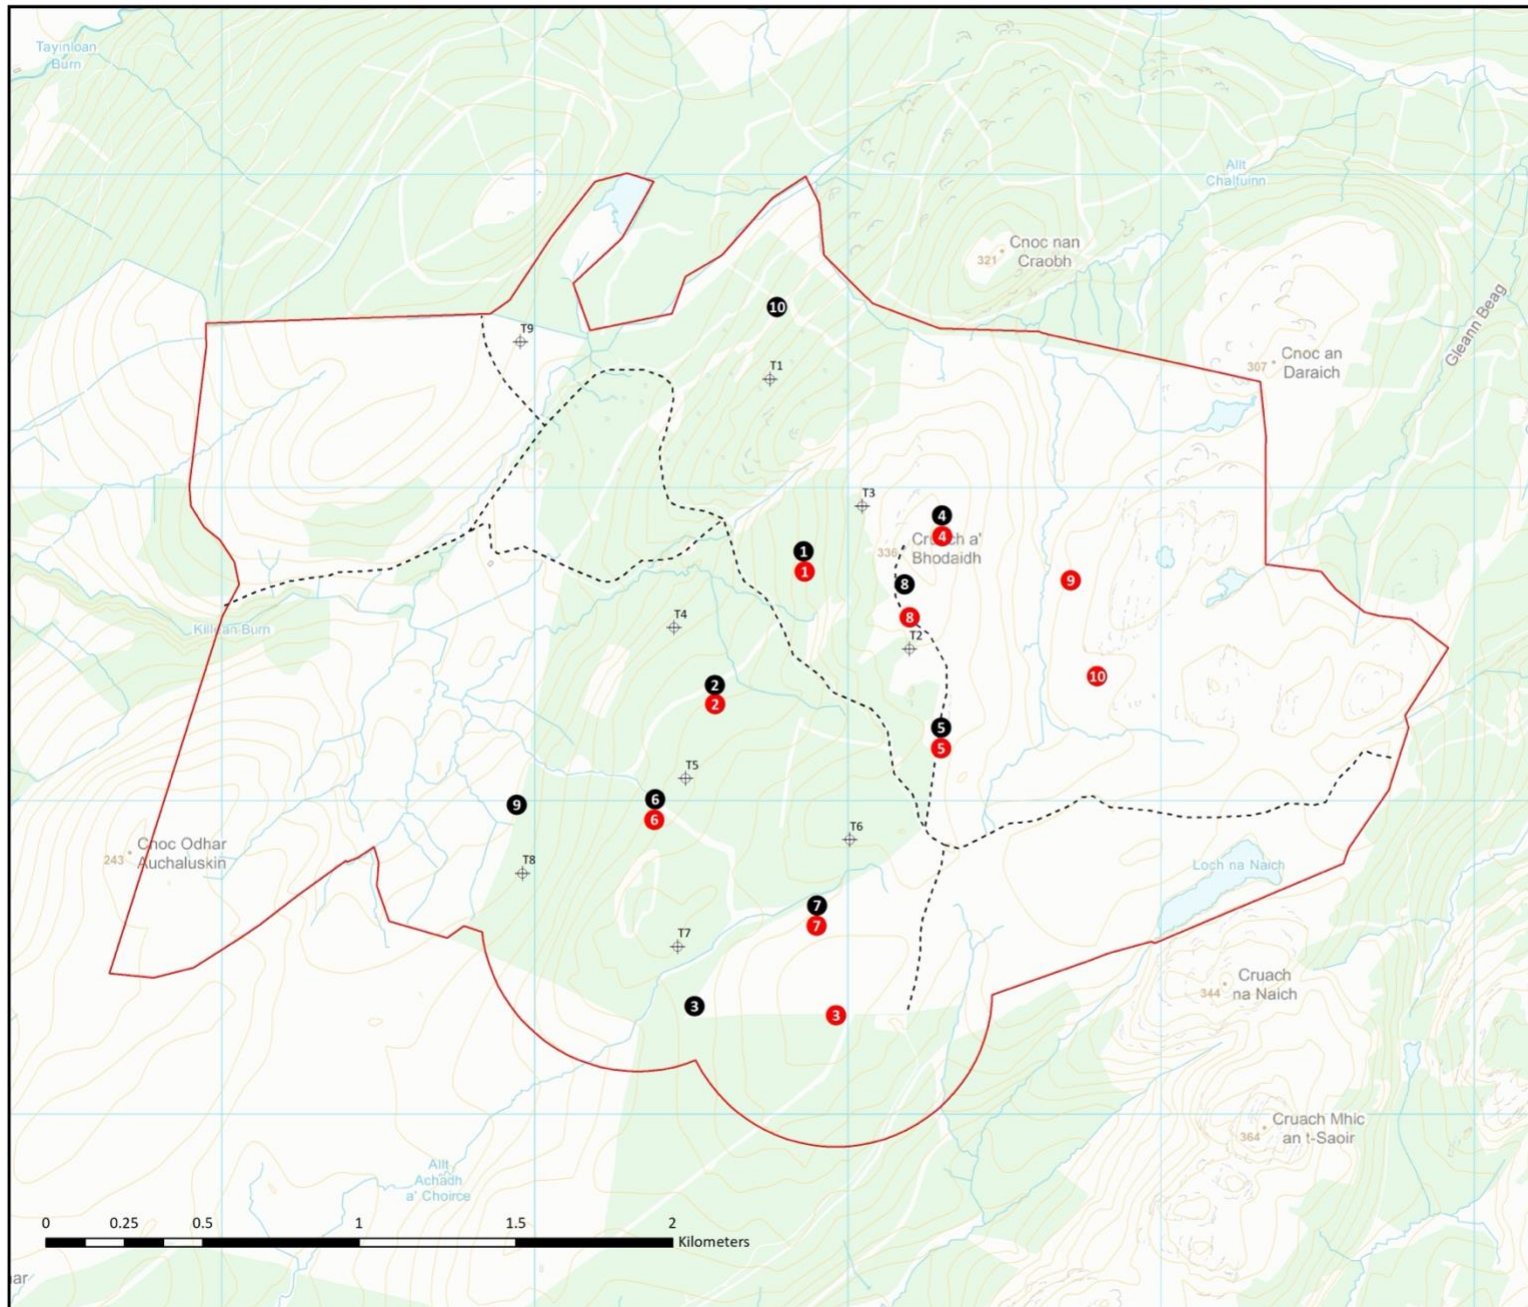 Tayinloan
Burn
Allt
Chaltuinn
Cnoc nan
Craobh
321
Gleann Beag
10
T9
Cnoc an
Daraich
307
T1
T3
4
4
Cruach a'
Bhodaidh
336
1
1
8
9
8
Killean Burn
T4
T2
10
2
2
5
5
T5
6
6
9
T6
Cnoc Odhar
Auchaluskin
243
Loch na Naich
T8
7
7
T7
Cruach
na Naich
344
3
3
Cruach Mhic
an t-Saoir
364
Allt
Achadh
a' Choirce
0 0.25 0.5 1 1.5 2
Kilometers
ar